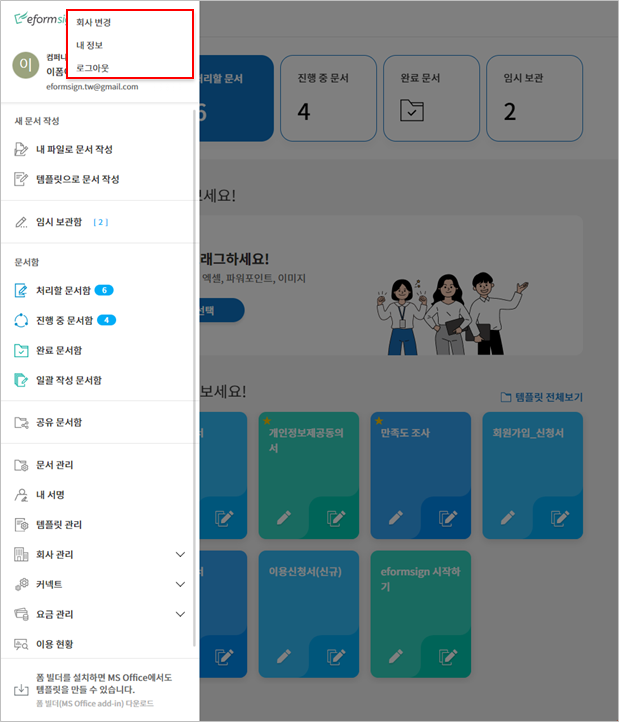 eformsign
회사 변경
내 정보
로그아웃
이
컴퍼니
이폼
eformsign.tw@gmail.com
새 문서 작성
내 파일로 문서 작성
템플릿으로 문서 작성
임시 보관함 [ 2 ]
문서함
처리할 문서함 6
진행 중 문서함 4
완료 문서함
일괄 작성 문서함
공유 문서함
문서 관리
내 서명
템플릿 관리
회사 관리
커넥트
요금 관리
이용 현황
폼 빌더를 설치하면 MS Office에서도
템플릿을 만들 수 있습니다.
폼 빌더(MS Office add-in) 다운로드
처리할 문서
6
진행 중 문서
4
완료 문서
임시 보관
2
보세요!
래그하세요!
엑셀, 파워포인트, 이미지
선택
보세요!
템플릿 전체보기
서
개인정보제공동의
서
만족도 조사
회원가입_신청서
서
이용신청서(신규)
eformsign 시작하
기